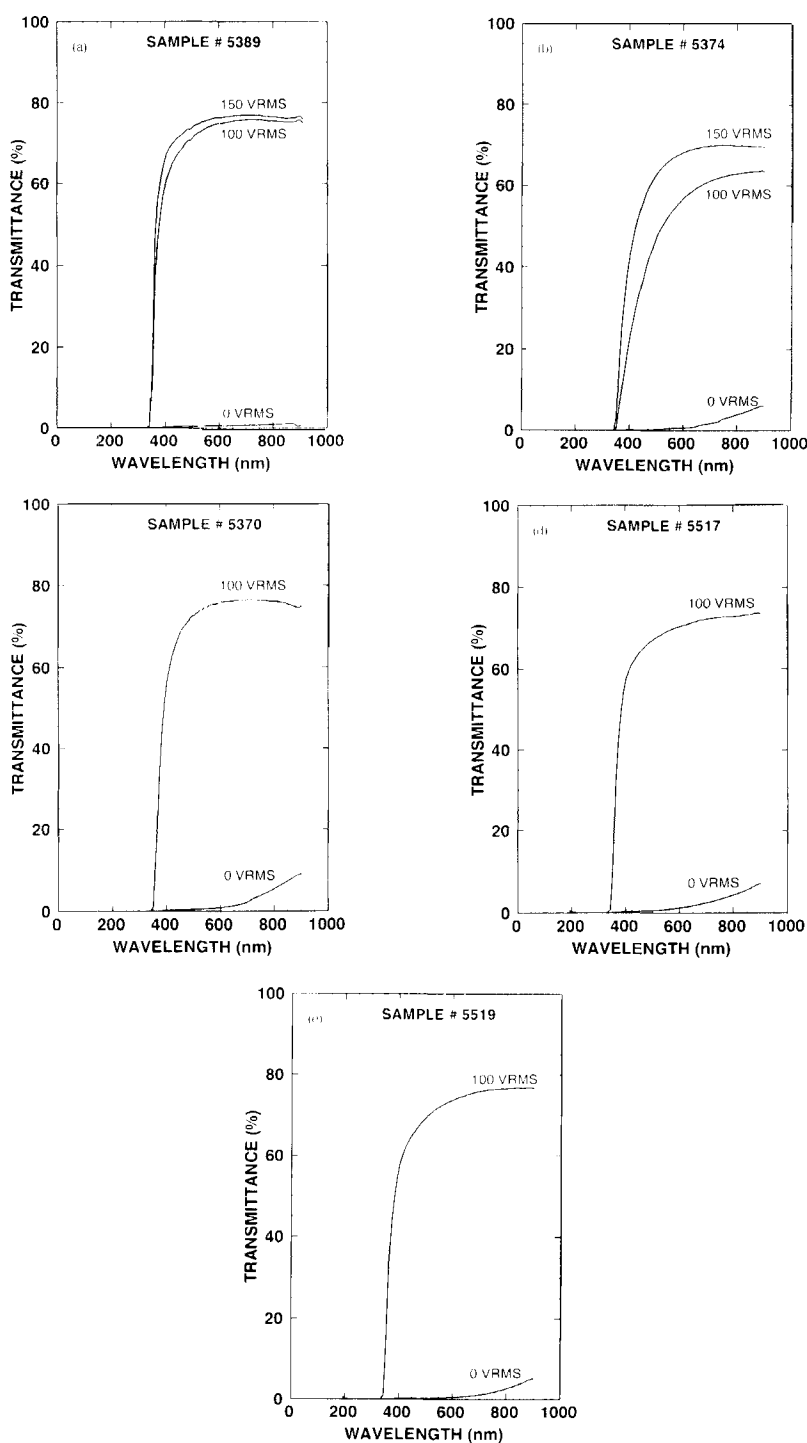 (a)
SAMPLE # 5389
150 VRMS
100 VRMS
0 VRMS
TRANSMITTANCE (%)
100
80
60
40
20
0
0 200 400 600 800 1000
WAVELENGTH (nm)
(b)
SAMPLE # 5374
150 VRMS
100 VRMS
0 VRMS
TRANSMITTANCE (%)
100
80
60
40
20
0
0 200 400 600 800 1000
WAVELENGTH (nm)
SAMPLE # 5370
100 VRMS
0 VRMS
TRANSMITTANCE (%)
100
80
60
40
20
0
0 200 400 600 800 1000
WAVELENGTH (nm)
(d)
SAMPLE # 5517
100 VRMS
0 VRMS
TRANSMITTANCE (%)
100
80
60
40
20
0
0 200 400 600 800 1000
WAVELENGTH (nm)
(e)
SAMPLE # 5519
100 VRMS
0 VRMS
TRANSMITTANCE (%)
100
80
60
40
20
0
0 200 400 600 800 1000
WAVELENGTH (nm)